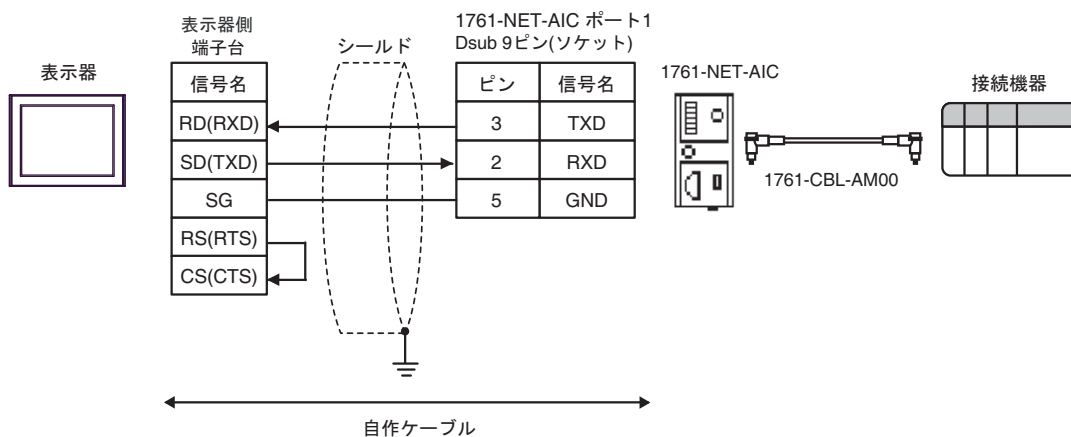 表示器
表示器側
端子台
シールド
1761-NET-AIC ポート1
Dsub 9ピン(ソケット)
信号名
RD(RXD)
SD(TXD)
SG
RS(RTS)
CS(CTS)
ピン 信号名
3 TXD
2 RXD
5 GND
1761-NET-AIC
1761-CBL-AM00
接続機器
自作ケーブル